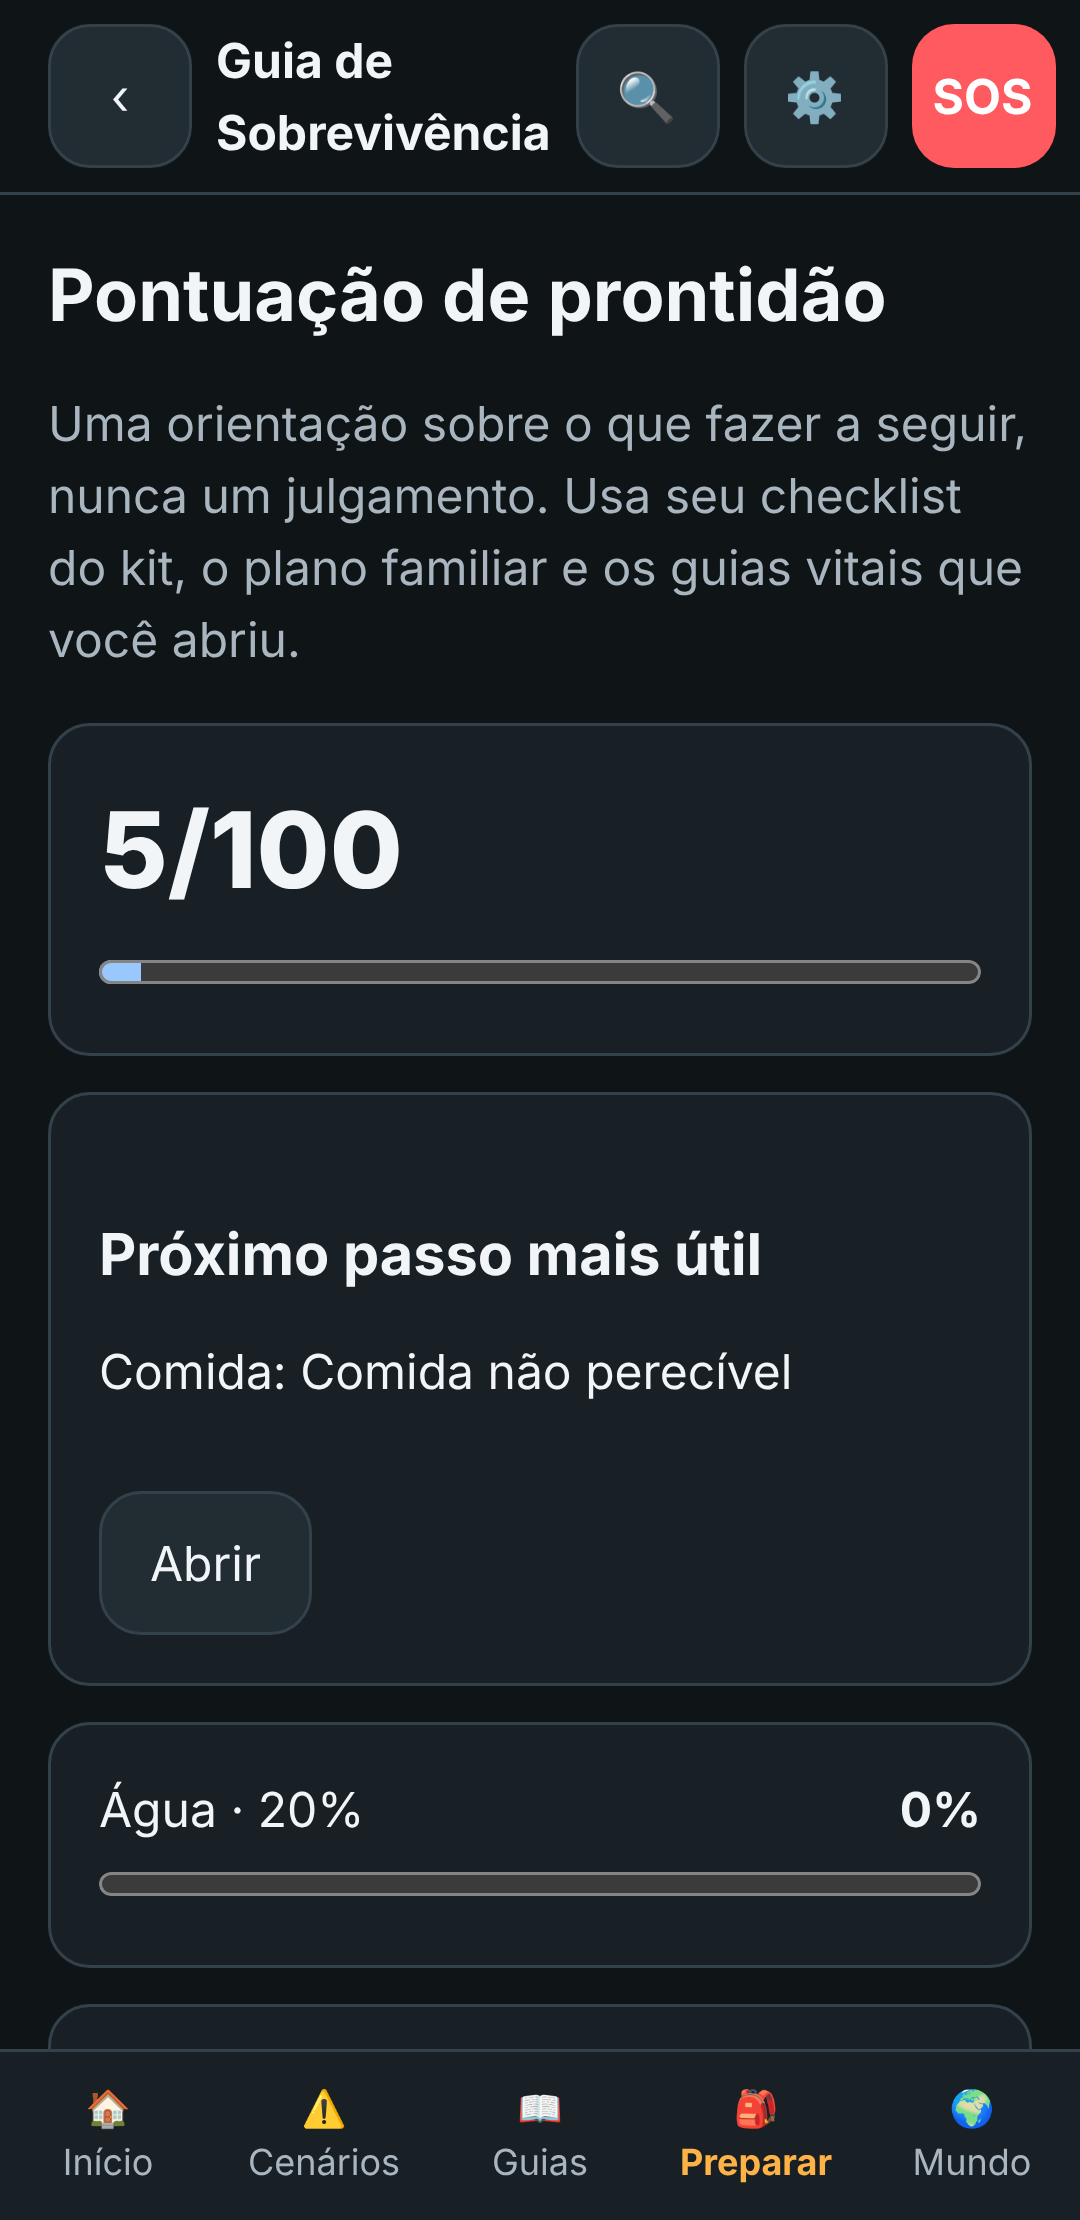 ‹
Guia de
Sobrevivência
SOS
Pontuação de prontidão
Uma orientação sobre o que fazer a seguir,
nunca um julgamento. Usa seu checklist
do kit, o plano familiar e os guias vitais que
você abriu.
5/100
Próximo passo mais útil
Comida: Comida não perecível
Abrir
Água · 20% 0%
Início Cenários Guias Preparar Mundo